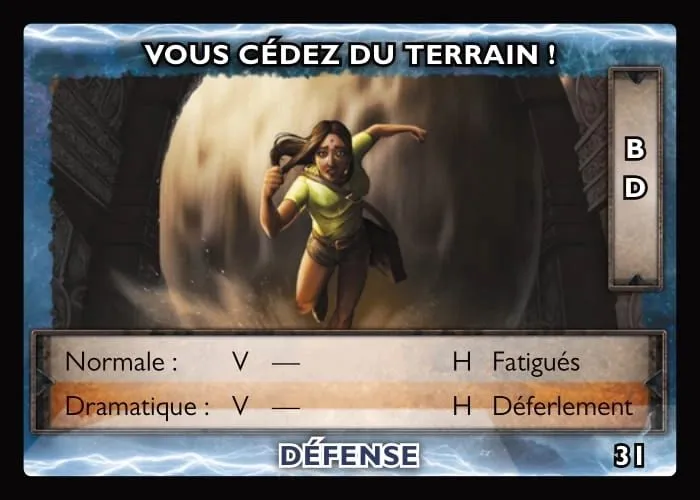 VOUS CÉDEZ DU TERRAIN !
B
D
Normale : V — H Fatigués
Dramatique : V — H Déferlement
DÉFENSE 31